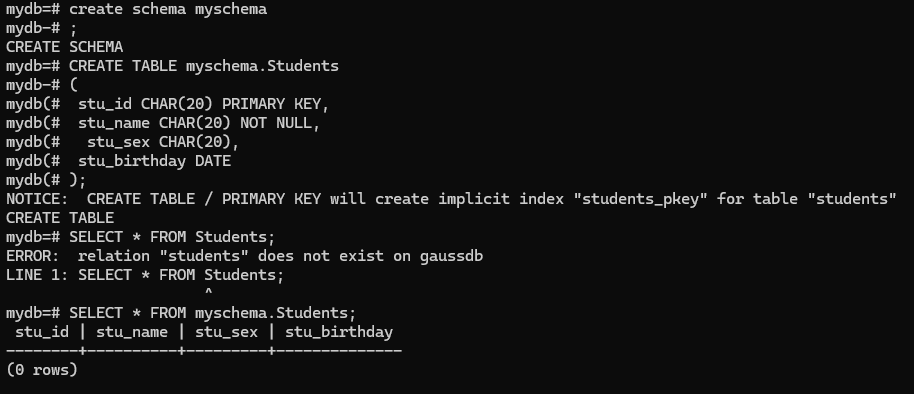 mydb=# create schema myschema
mydb-# ;
CREATE SCHEMA
mydb=# CREATE TABLE myschema.Students
mydb-# (
mydb(#  stu_id CHAR(20) PRIMARY KEY,
mydb(#  stu_name CHAR(20) NOT NULL,
mydb(#   stu_sex CHAR(20),
mydb(#  stu_birthday DATE
mydb(# );
NOTICE:  CREATE TABLE / PRIMARY KEY will create implicit index "students_pkey" for table "students"
CREATE TABLE
mydb=# SELECT * FROM Students;
ERROR:  relation "students" does not exist on gaussdb
LINE 1: SELECT * FROM Students;
                      ^
mydb=# SELECT * FROM myschema.Students;
 stu_id | stu_name | stu_sex | stu_birthday
--------+----------+---------+--------------
(0 rows)